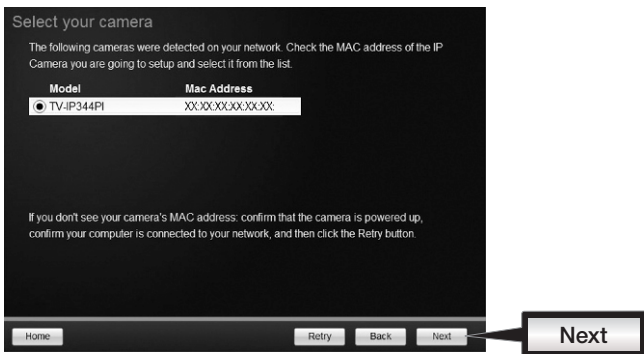 Select your camera
The following cameras were detected on your network. Check the MAC address of the IP
Camera you are going to setup and select it from the list.
Model Mac Address
TV-IP344PI XX:XX:XX:XX:XX:XX:
If you don't see your camera's MAC address: confirm that the camera is powered up,
confirm your computer is connected to your network, and then click the Retry button.
Home Retry Back Next
Next